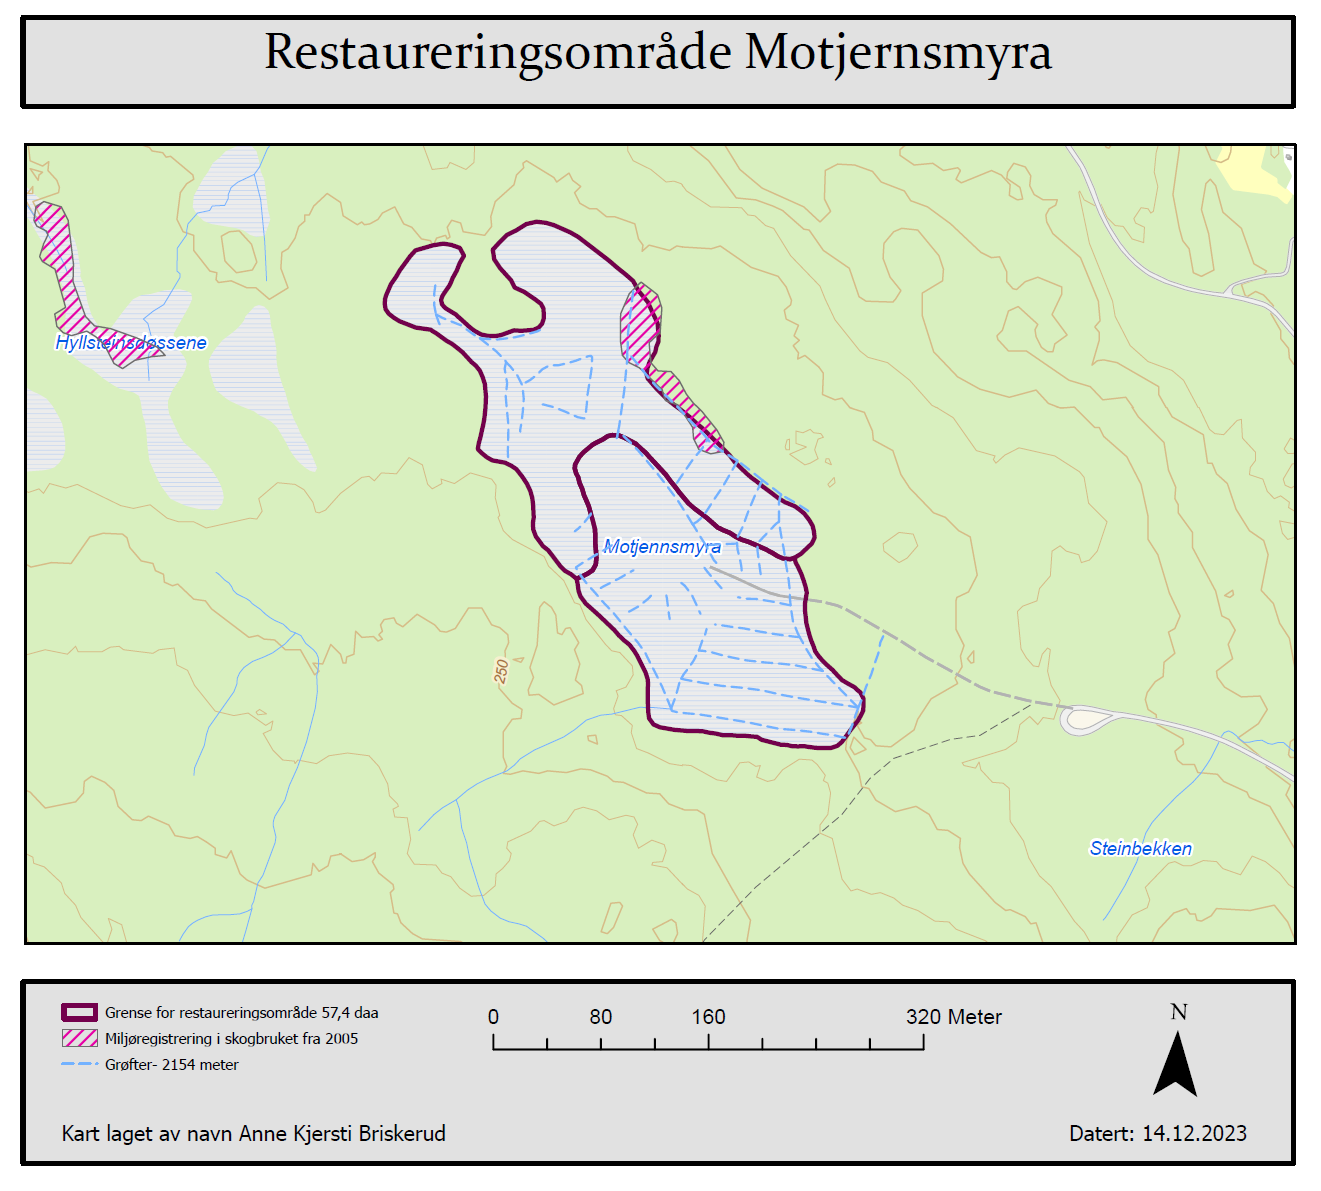 Restaureringsområde Motjernsmyra
Hyllsteinsdøssene
Motjennsmyra
250
Steinbekken
Grense for restaureringsområde 57,4 daa
Miljøregistrering i skogbruket fra 2005
Grøfter- 2154 meter
0 80 160 320 Meter
N
Kart laget av navn Anne Kjersti Briskerud
Datert: 14.12.2023